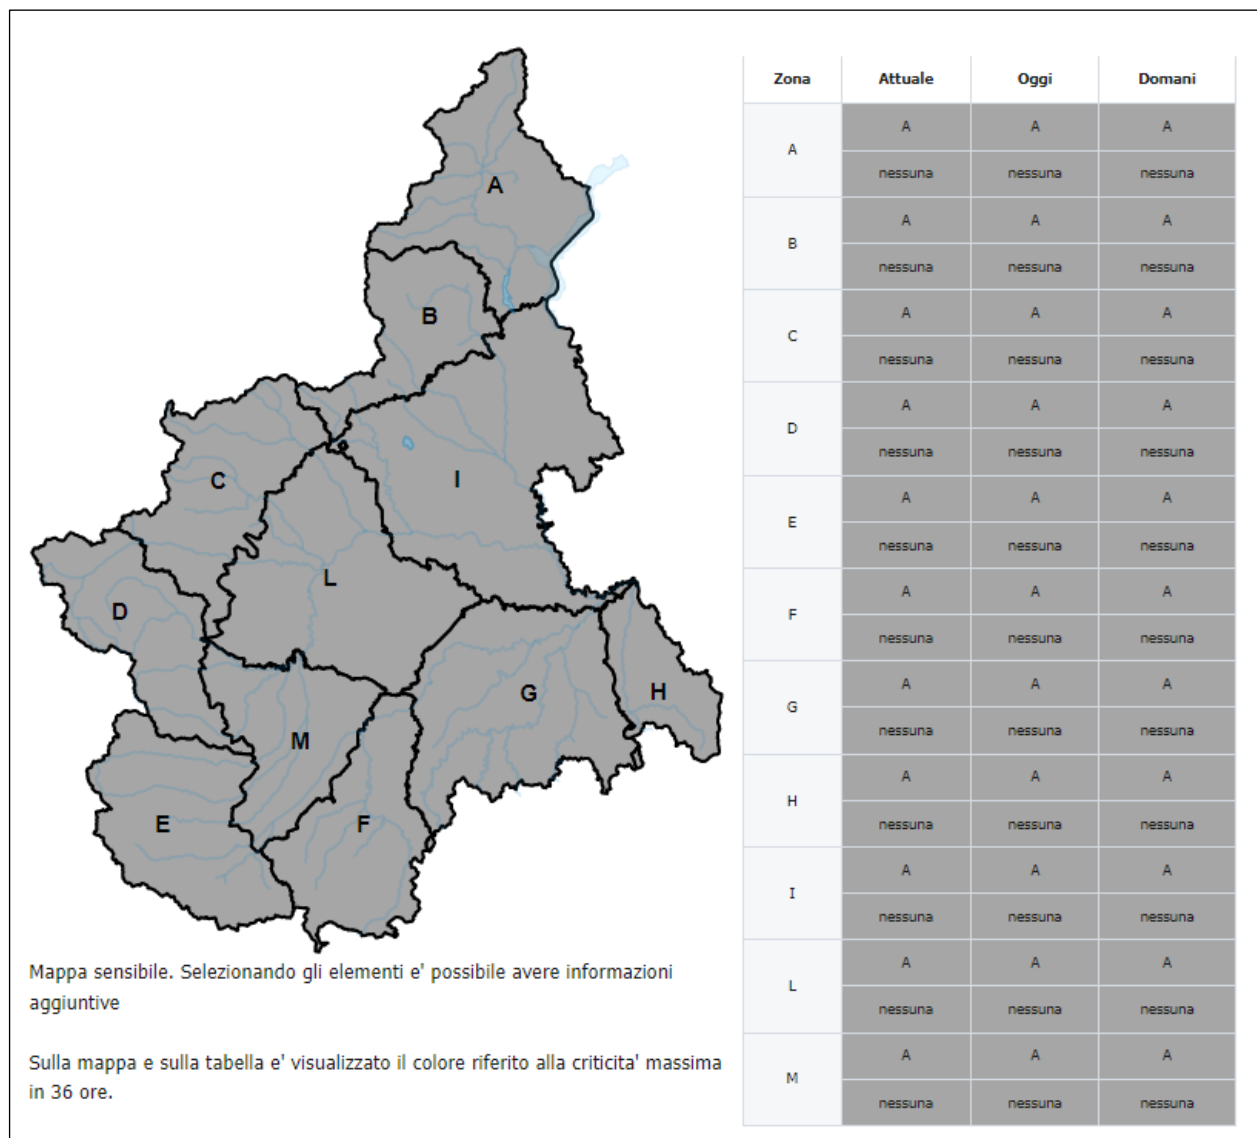 A
B
C
I
L
D
G
H
M
E
F
Mappa sensibile. Selezionando gli elementi e' possibile avere informazioni
aggiuntive
Sulla mappa e sulla tabella e' visualizzato il colore riferito alla criticita' massima
in 36 ore.
Zona Attuale Oggi Domani
A A A A
nessuna nessuna nessuna
B A A A
nessuna nessuna nessuna
C A A A
nessuna nessuna nessuna
D A A A
nessuna nessuna nessuna
E A A A
nessuna nessuna nessuna
F A A A
nessuna nessuna nessuna
G A A A
nessuna nessuna nessuna
H A A A
nessuna nessuna nessuna
I A A A
nessuna nessuna nessuna
L A A A
nessuna nessuna nessuna
M A A A
nessuna nessuna nessuna